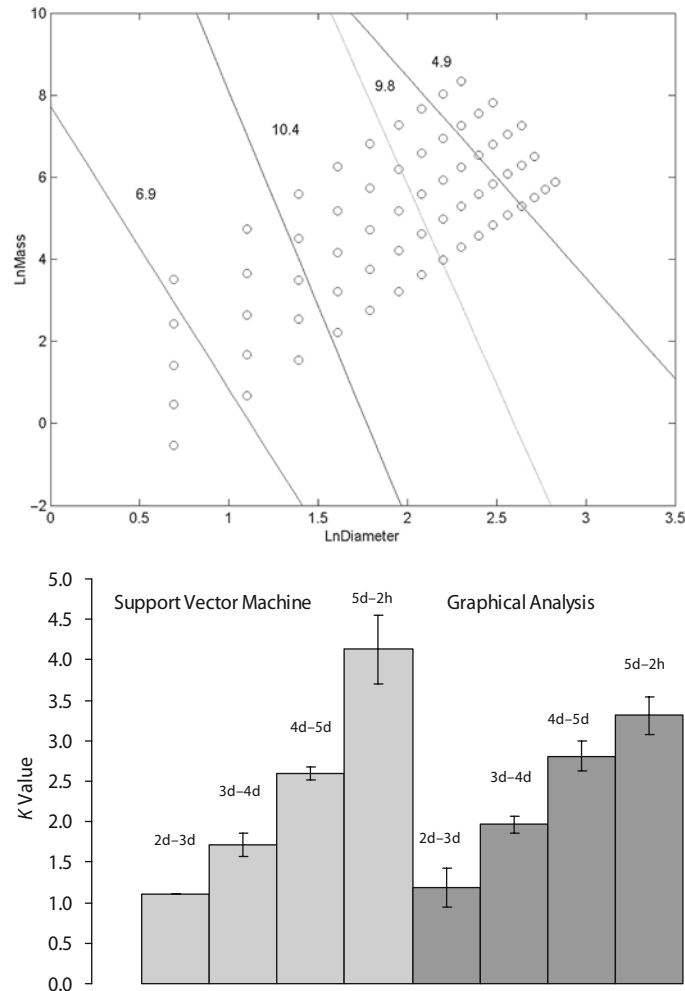 10
8
6
4
2
0
−2
LnMass
6.9
10.4
9.8
4.9
0 0.5 1 1.5 2 2.5 3 3.5
LnDiameter
5.0
4.5
4.0
3.5
3.0
2.5
2.0
1.5
1.0
0.5
0.0
K Value
Support Vector Machine
2d–3d
3d–4d
4d–5d
5d–2h
Graphical Analysis
2d–3d
3d–4d
4d–5d
5d–2h